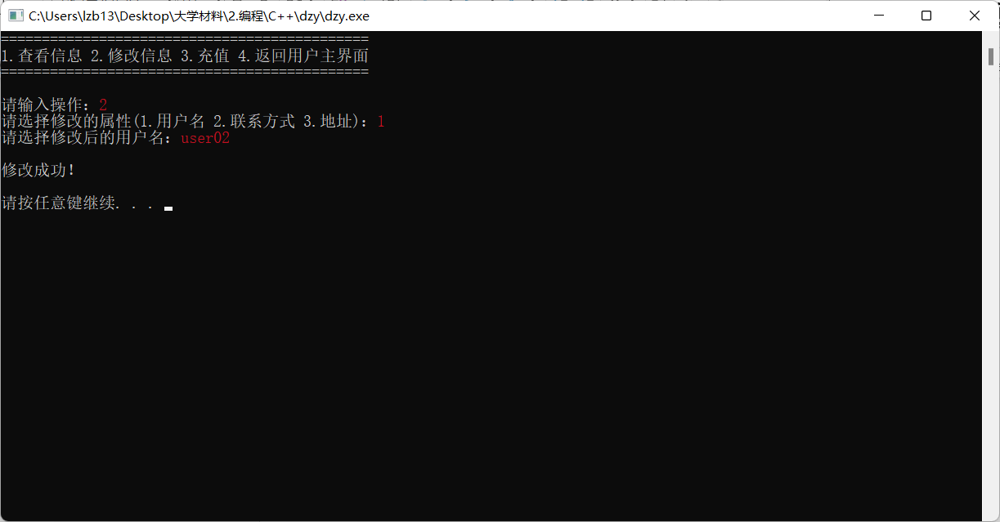 C:\Users\lzb13\Desktop\大学材料\2.编程\C++\dzy\dzy.exe
=============================================
1.查看信息 2.修改信息 3.充值 4.返回用户主界面
=============================================
请输入操作：2
请选择修改的属性(1.用户名 2.联系方式 3.地址)：1
请选择修改后的用户名：user02
修改成功！
请按任意键继续. . .